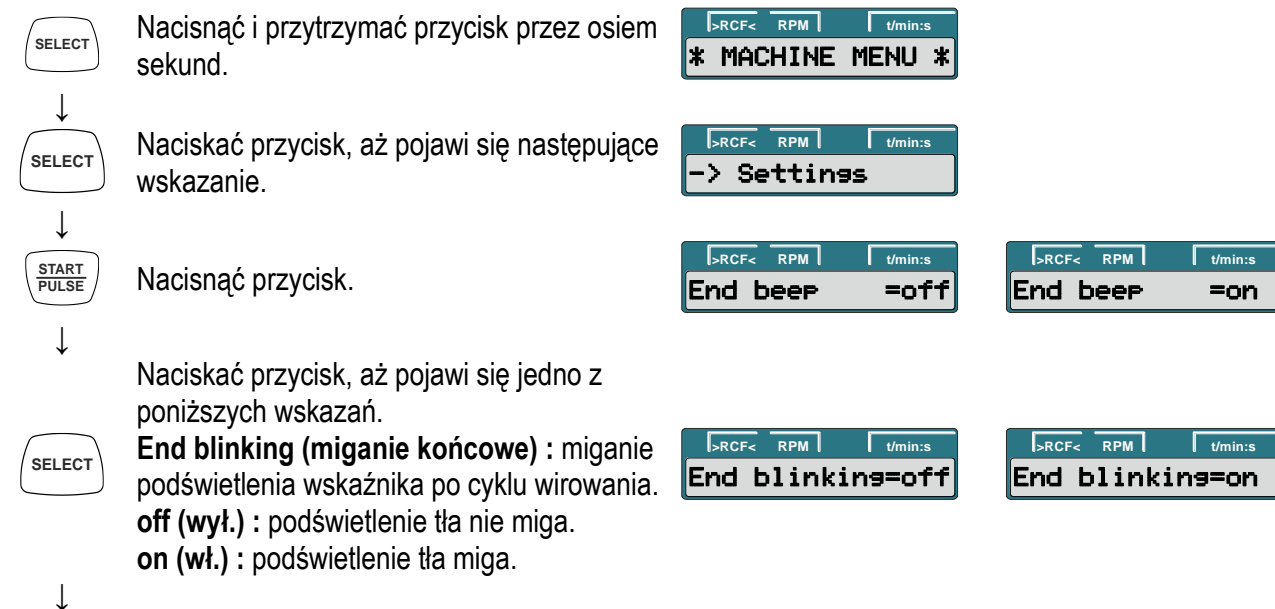 SELECT
Nacisnąć i przytrzymać przycisk przez osiem
sekund.
>RCF< RPM t/min:s
* MACHINE MENU *
↓
SELECT
Naciskać przycisk, aż pojawi się następujące
wskazanie.
>RCF< RPM t/min:s
-> Settings
↓
START
PULSE
Nacisnąć przycisk.
>RCF< RPM t/min:s
End beep =off
>RCF< RPM t/min:s
End beep =on
↓
SELECT
Naciskać przycisk, aż pojawi się jedno z
poniższych wskazań.
End blinking (miganie końcowe) : miganie
podświetlenia wskaźnika po cyklu wirowania.
off (wył.) : podświetlenie tła nie miga.
on (wł.) : podświetlenie tła miga.
>RCF< RPM t/min:s
End blinking=off
>RCF< RPM t/min:s
End blinking=on
↓